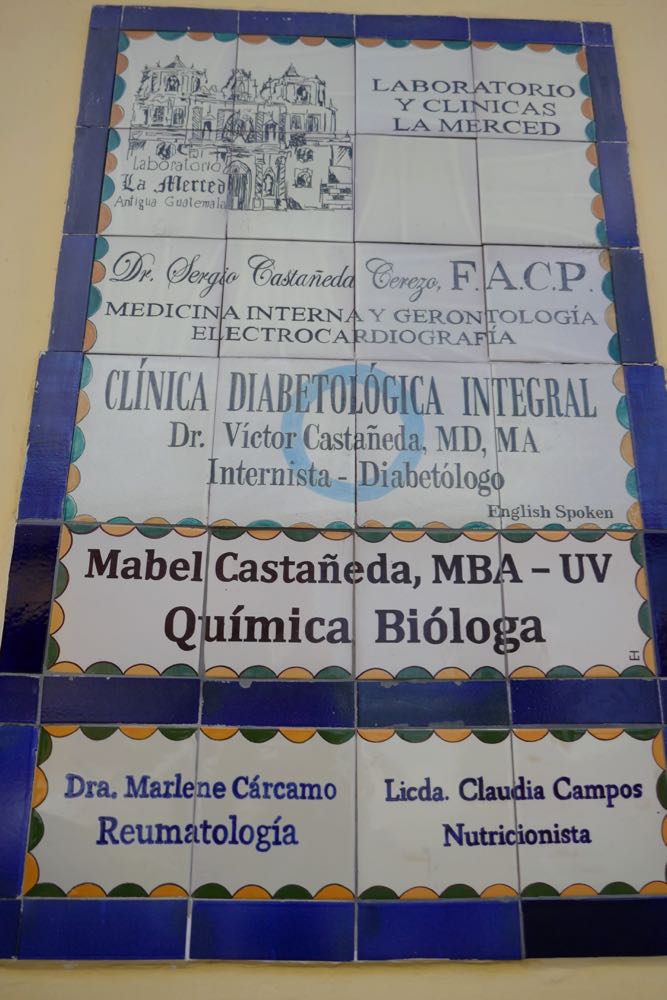 LABORATORIO
Y CLINICAS
LA MERCED
Laboratorio
La Merced
Antigua Guatemala
Dr. Sergio Castañeda Cerezo, F.A.C.P.
MEDICINA INTERNA Y GERONTOLOGÍA
ELECTROCARDIOGRAFÍA
CLÍNICA DIABETOLÓGICA INTEGRAL
Dr. Víctor Castañeda, MD, MA
Internista - Diabetólogo
English Spoken
Mabel Castañeda, MBA – UV
Química Bióloga
Dra. Marlene Cárcamo
Reumatología
Licda. Claudia Campos
Nutricionista